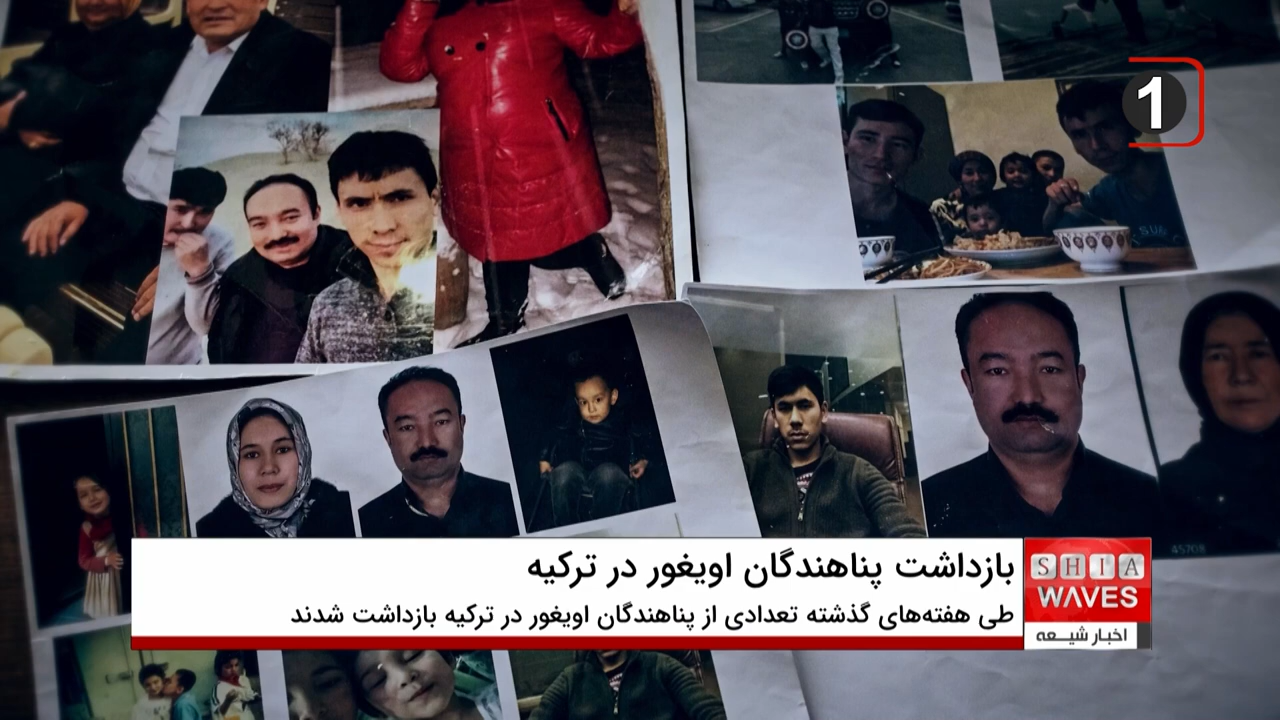 1
بازداشت پناهندگان اویغور در ترکیه
طی هفته‌های گذشته تعدادی از پناهندگان اویغور در ترکیه بازداشت شدند
SHIA
WAVES
اخبار شیعه
45708